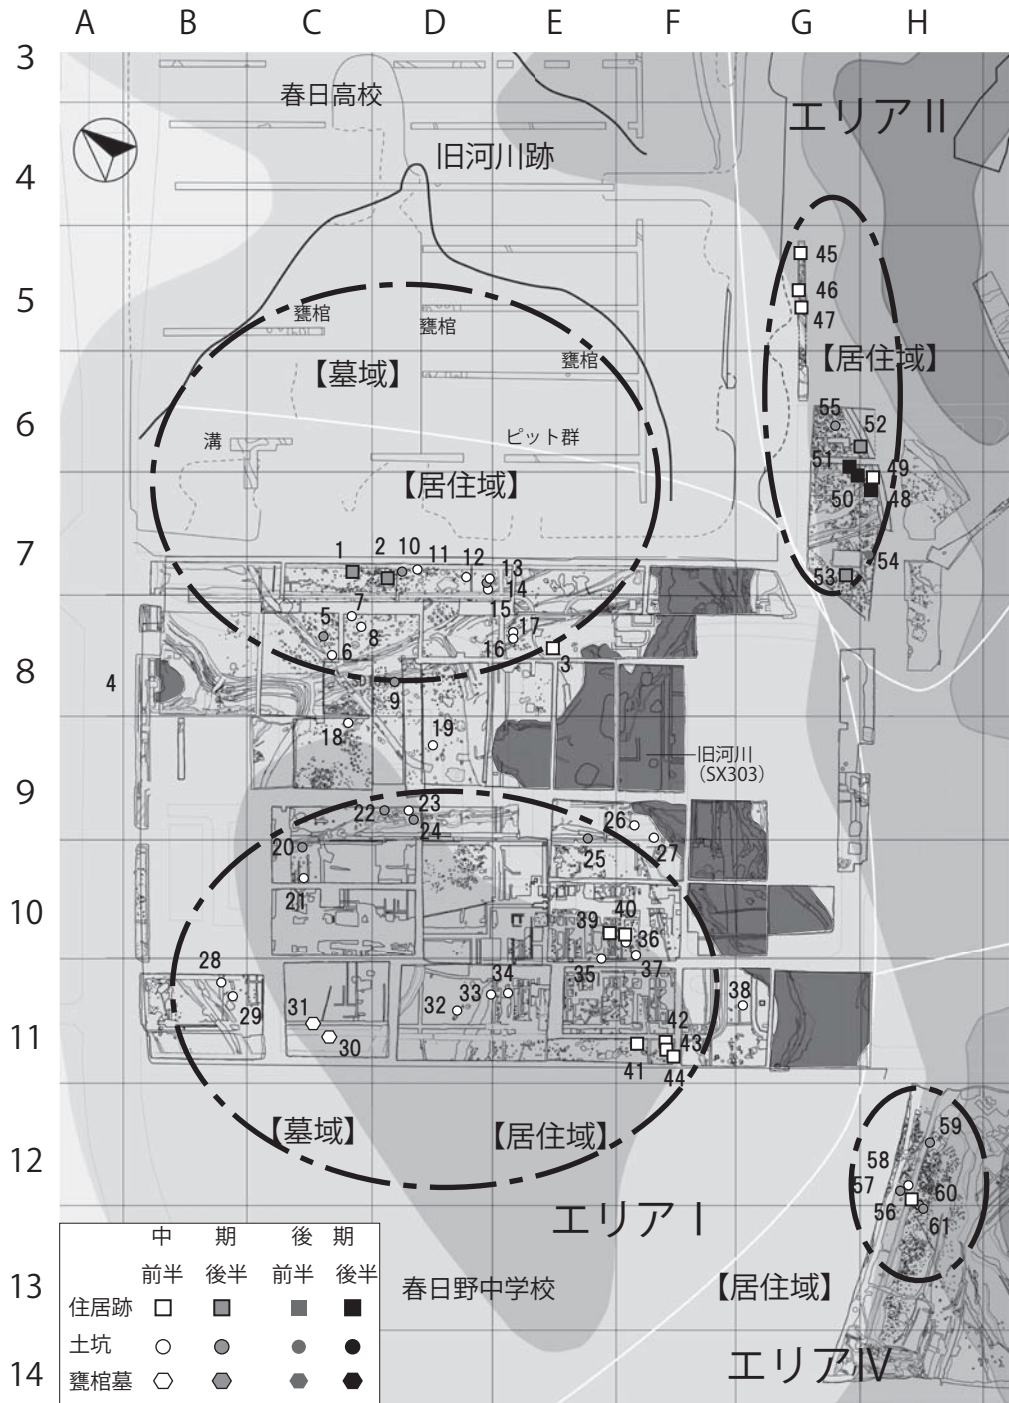 A B C D E F G H
3
春日高校
エリアⅡ
旧河川跡
4
45
5
46
甕棺
47
甕棺
【居住域】
甕棺
【墓域】
55
6
52
溝
ピット群
51
49
【居住域】
50
48
7
1 2 10 11 12 13
54
14
53
7
15
5
17
8
6
16
3
8
4
9
18
19
旧河川
(SX303)
9
23
22
26
24
20
25
27
21
10
39 40
36
35
37
28
34
33
38
29
31
32
42
11
30
43
41
44
【墓域】
【居住域】
59
58
12
57
60
56
61
エリアⅠ
中期 後期
前半 後半 前半 後半
住居跡
土坑
甕棺墓
13
春日野中学校
【居住域】
エリアⅣ
14